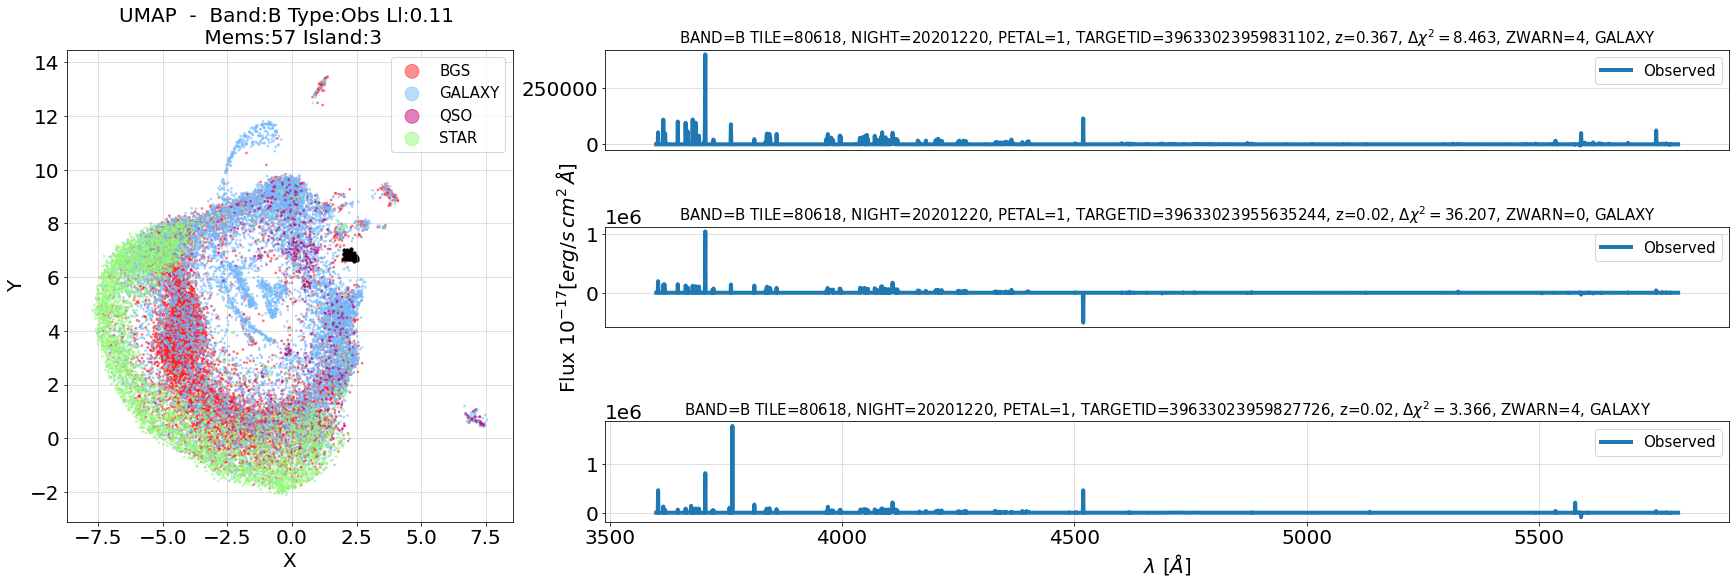 UMAP - Band:B Type:Obs Ll:0.11
Mems:57 Island:3
14
12
10
8
6
4
2
0
−2
Y
−7.5 −5.0 −2.5 0.0 2.5 5.0 7.5
X
BGS
GALAXY
QSO
STAR
Flux 10⁻¹⁷[erg/s cm² Å]
BAND=B TILE=80618, NIGHT=20201220, PETAL=1, TARGETID=39633023959831102, z=0.367, Δχ² = 8.463, ZWARN=4, GALAXY
250000
0
Observed
BAND=B TILE=80618, NIGHT=20201220, PETAL=1, TARGETID=39633023955635244, z=0.02, Δχ² = 36.207, ZWARN=0, GALAXY
1e6
1
0
Observed
BAND=B TILE=80618, NIGHT=20201220, PETAL=1, TARGETID=39633023959827726, z=0.02, Δχ² = 3.366, ZWARN=4, GALAXY
1e6
1
0
Observed
3500 4000 4500 5000 5500
λ [Å]